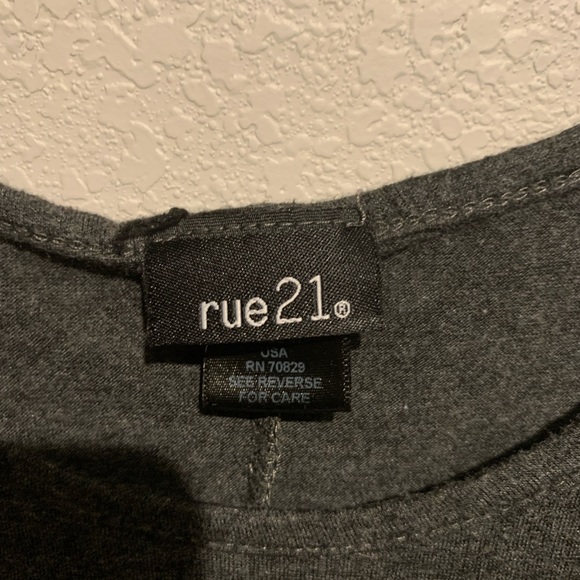 rue21®
USA
RN 70829
SEE REVERSE
FOR CARE